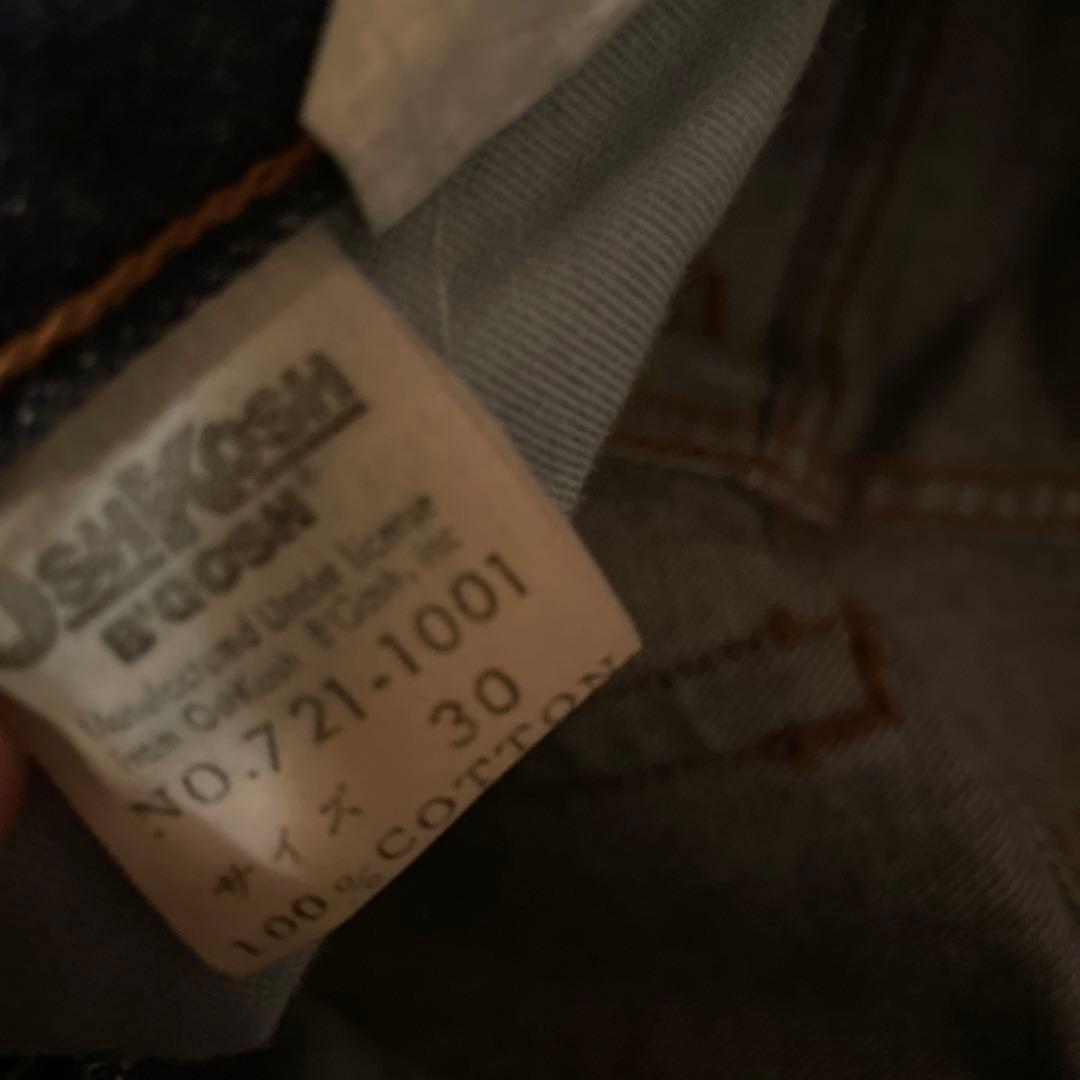 OSHKOSH
B'GOSH
Manufactured Under License
From OshKosh B'Gosh, Inc
NO.721-1001
サイズ 30
100%COTTON